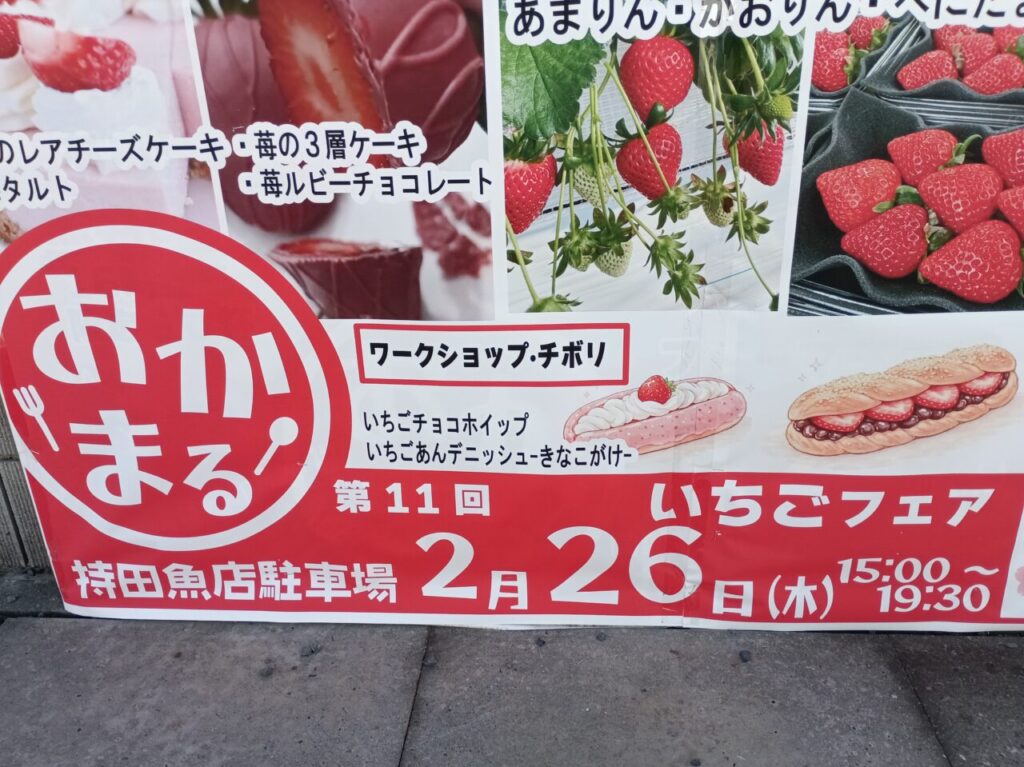 あまりん・かおりん・べにたま
のレアチーズケーキ・苺の3層ケーキ
タルト ・苺ルビーチョコレート
おかまる
ワークショップ・チボリ
いちごチョコホイップ
いちごあんデニッシュ-きなこがけ-
第11回 いちごフェア
持田魚店駐車場 2月26日(木) 15:00～
19:30